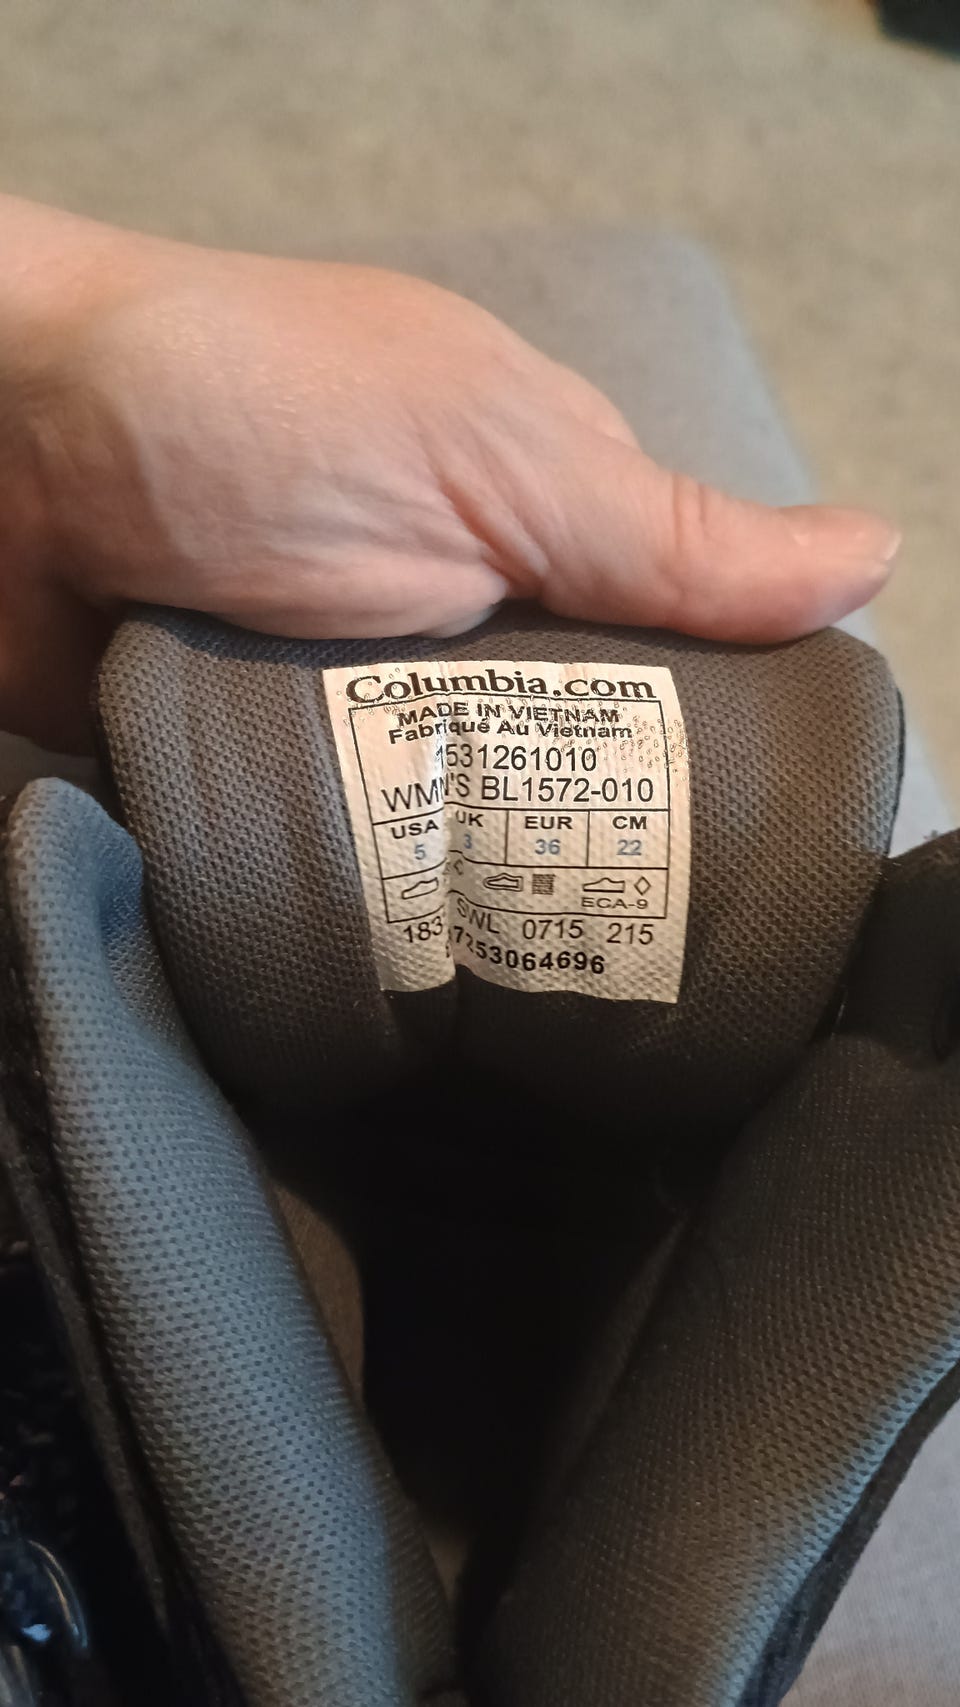 Columbia.com
MADE IN VIETNAM
Fabriqué Au Vietnam
1531261010
WMN'S BL1572-010
USA UK EUR CM
5 3 36 22
ECA-9
SWL 0715 215